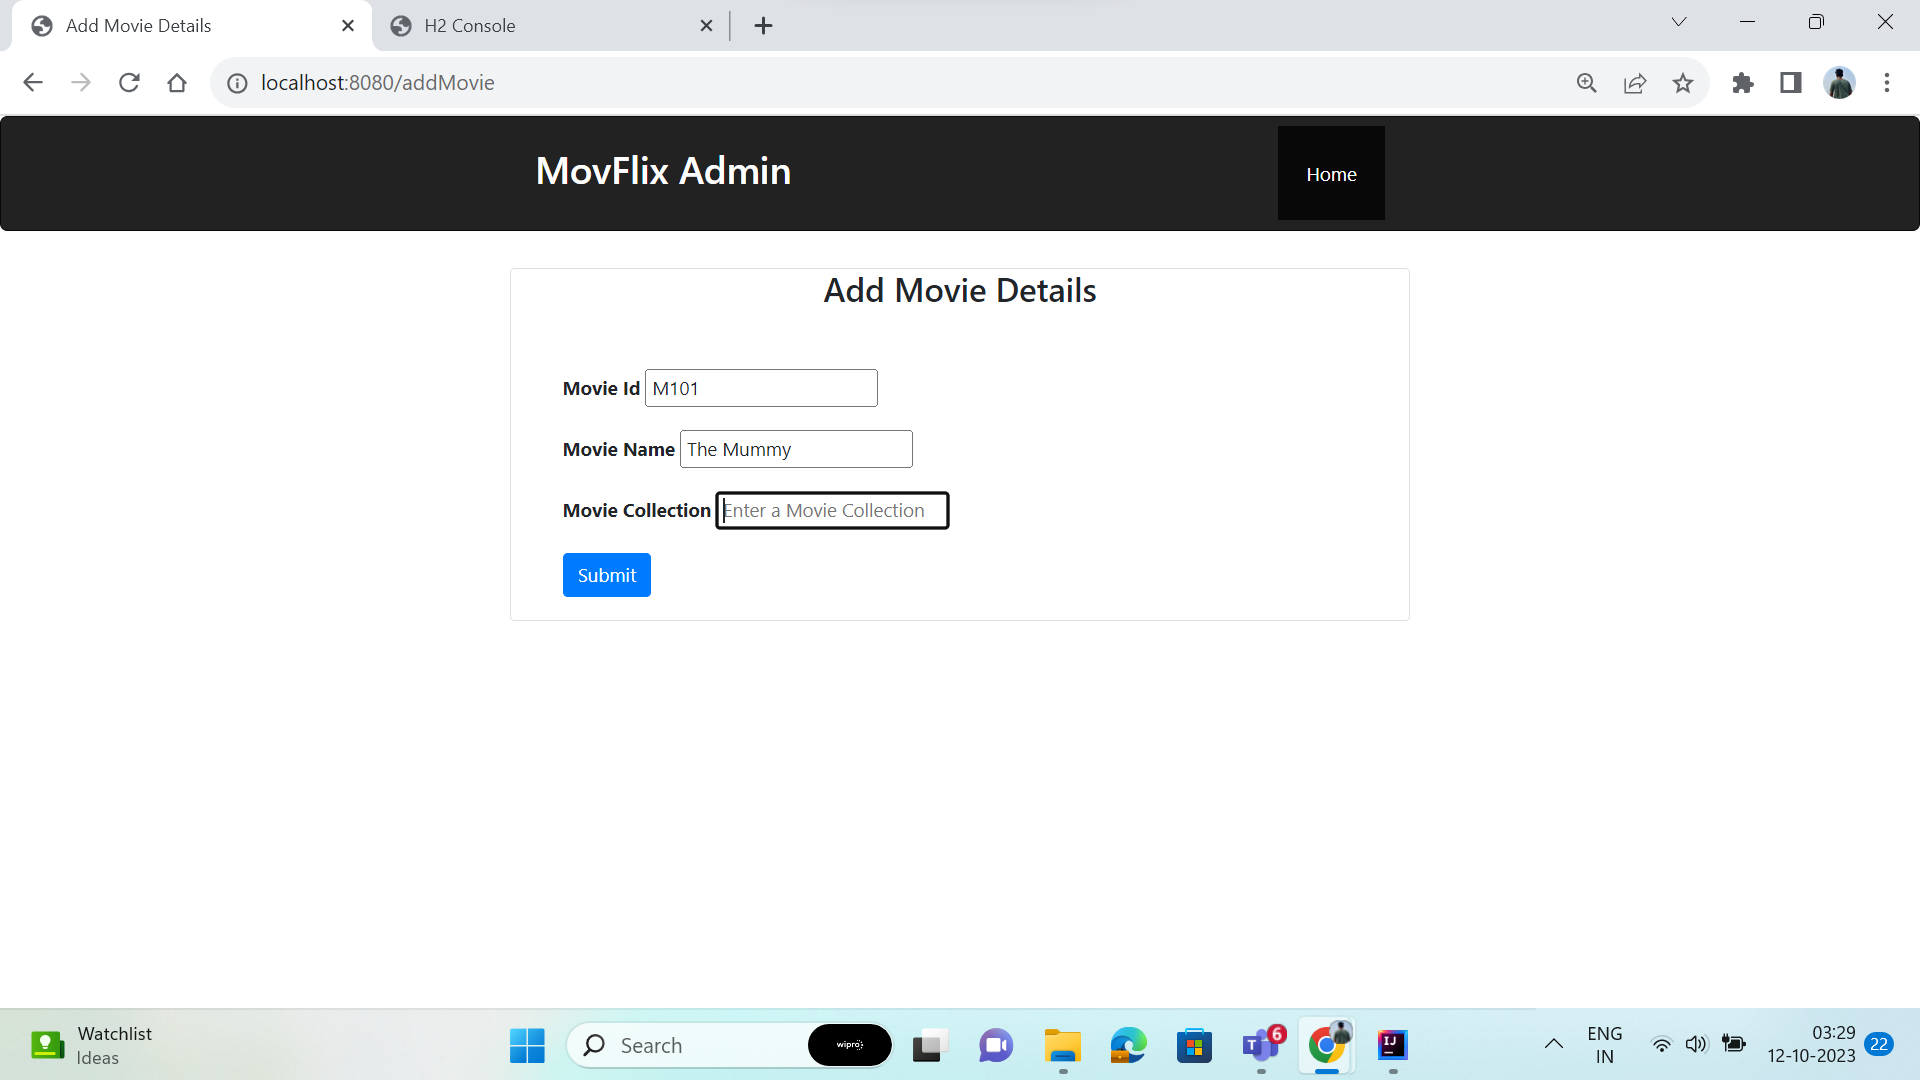 Add Movie Details
H2 Console
localhost:8080/addMovie
MovFlix Admin
Home
Add Movie Details
Movie Id M101
Movie Name The Mummy
Movie Collection Enter a Movie Collection
Submit
Watchlist
Ideas
Search
wipro
T
6
IJ
ENG
IN
03:29
12-10-2023
22